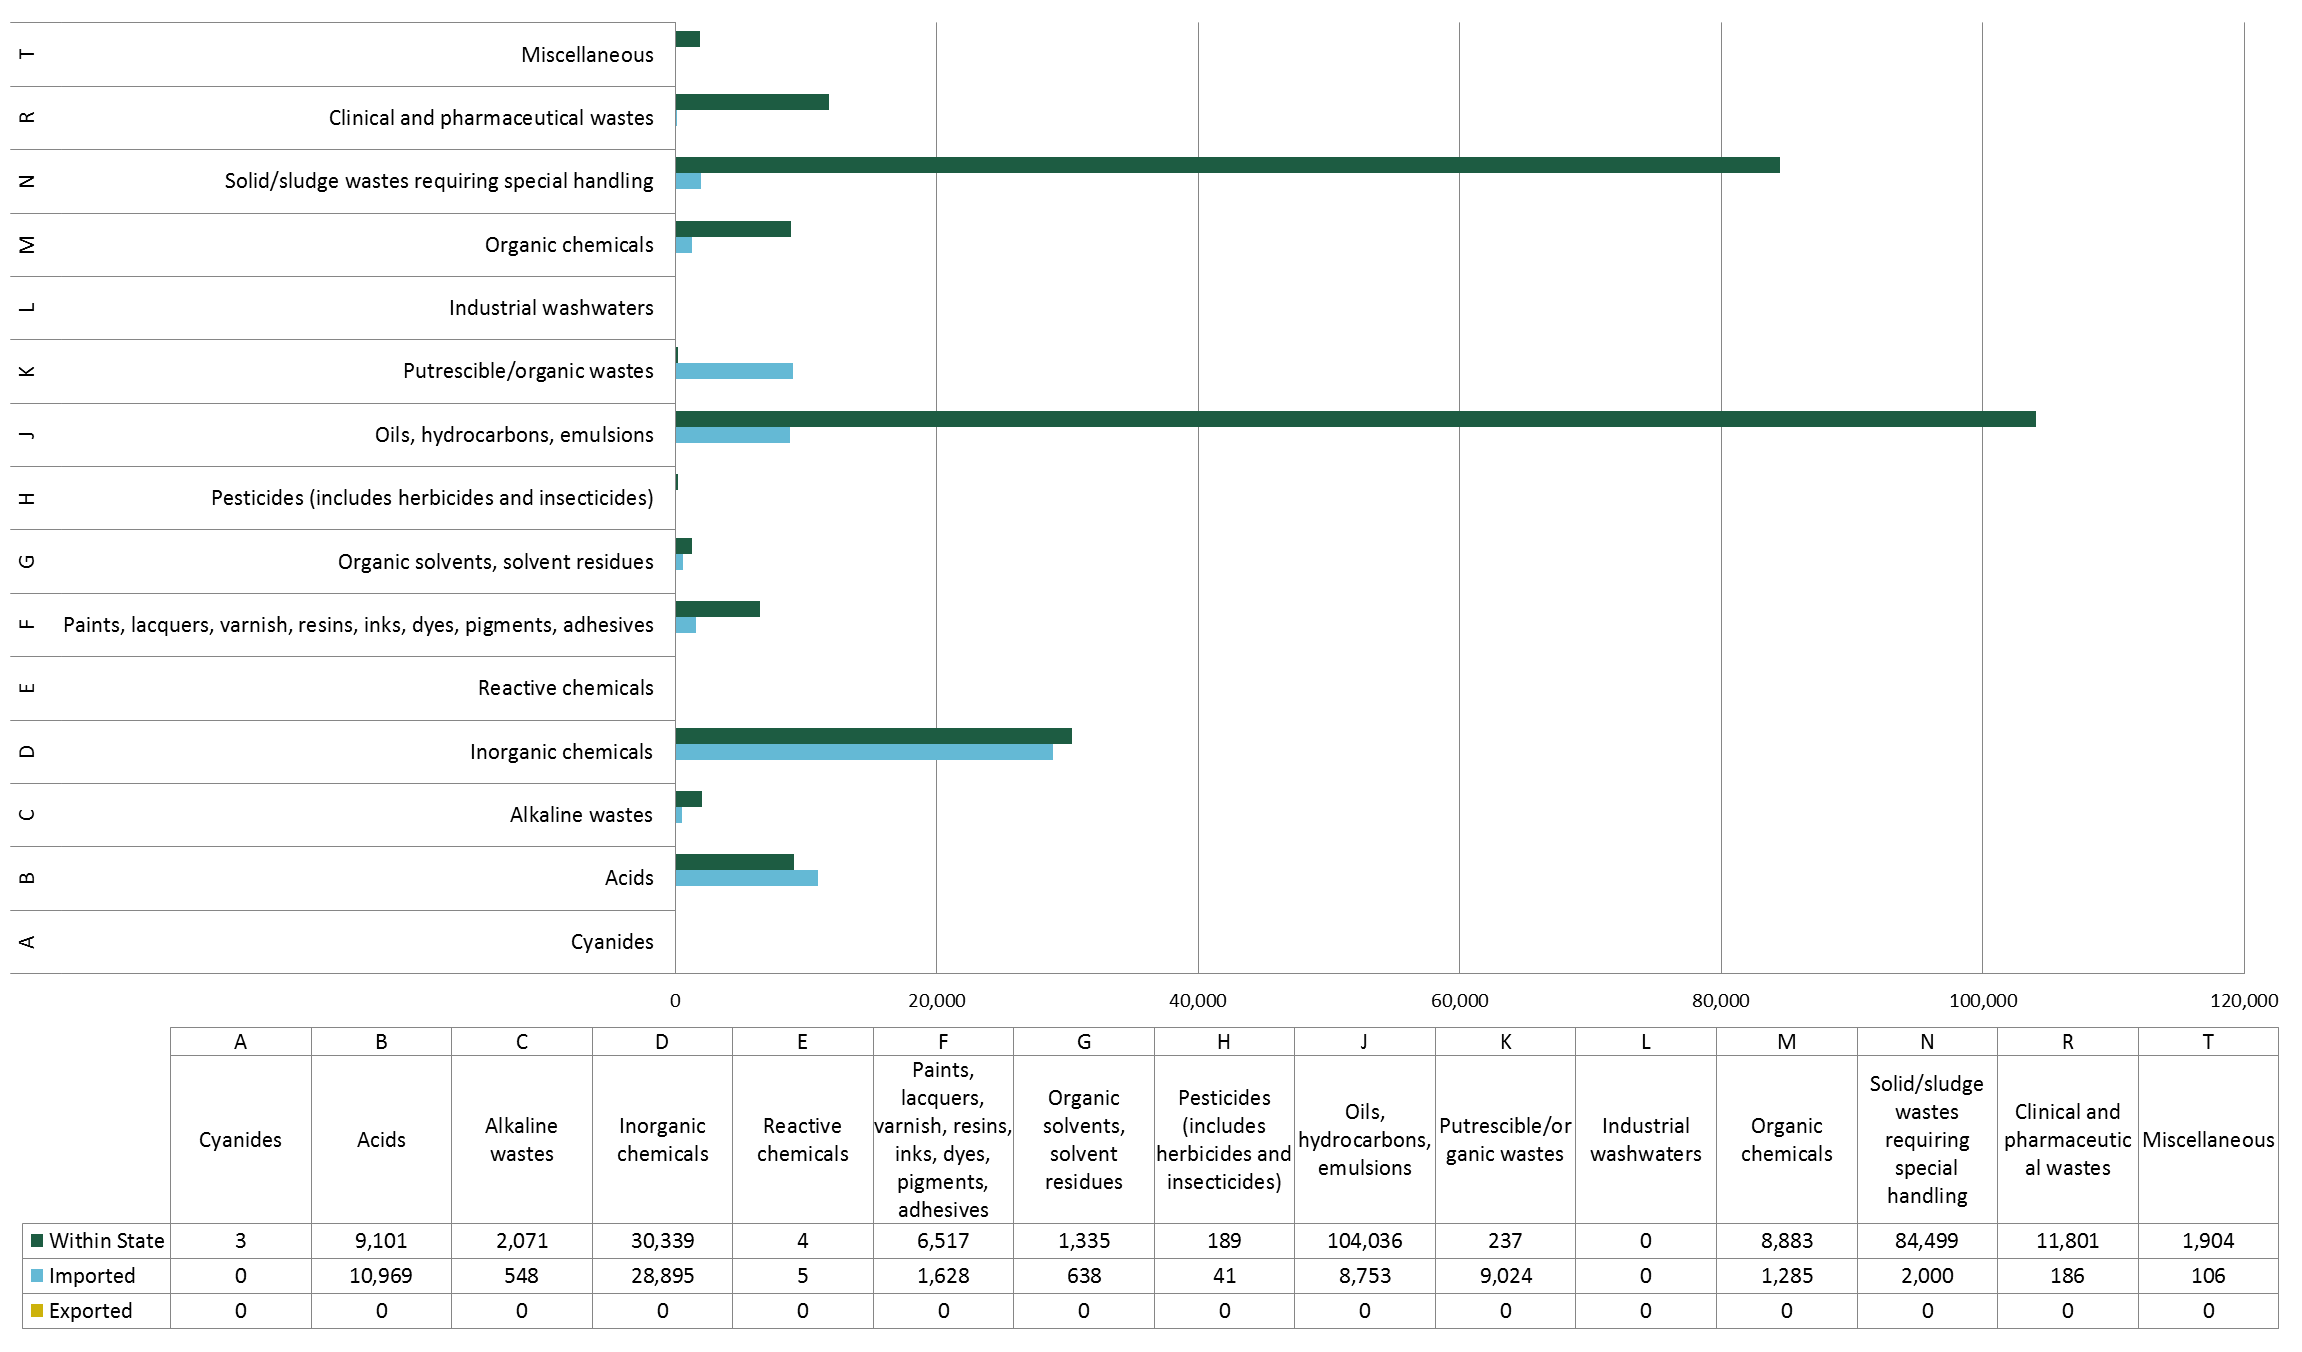 T Miscellaneous
R Clinical and pharmaceutical wastes
N Solid/sludge wastes requiring special handling
M Organic chemicals
L Industrial washwaters
K Putrescible/organic wastes
J Oils, hydrocarbons, emulsions
H Pesticides (includes herbicides and insecticides)
G Organic solvents, solvent residues
F Paints, lacquers, varnish, resins, inks, dyes, pigments, adhesives
E Reactive chemicals
D Inorganic chemicals
C Alkaline wastes
B Acids
A Cyanides
0 20,000 40,000 60,000 80,000 100,000 120,000
A B C D E F G H J K L M N R T
Cyanides
Acids
Alkaline
wastes
Inorganic
chemicals
Reactive
chemicals
Paints,
lacquers,
varnish, resins,
inks, dyes,
pigments,
adhesives
Organic
solvents,
solvent
residues
Pesticides
(includes
herbicides and
insecticides)
Oils,
hydrocarbons,
emulsions
Putrescible/or
ganic wastes
Industrial
washwaters
Organic
chemicals
Solid/sludge
wastes
requiring
special
handling
Clinical and
pharmaceutic
al wastes
Miscellaneous
Within State 3 9,101 2,071 30,339 4 6,517 1,335 189 104,036 237 0 8,883 84,499 11,801 1,904
Imported 0 10,969 548 28,895 5 1,628 638 41 8,753 9,024 0 1,285 2,000 186 106
Exported 0 0 0 0 0 0 0 0 0 0 0 0 0 0 0